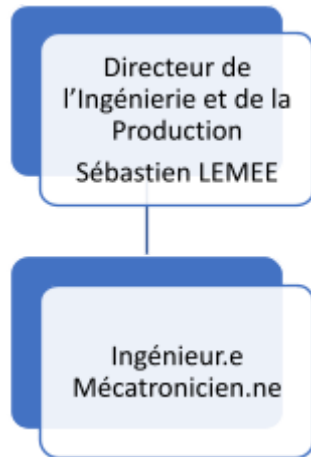 Directeur de
l'Ingénierie et de la
Production
Sébastien LEMEE
Ingénieur.e
Mécatronicien.ne